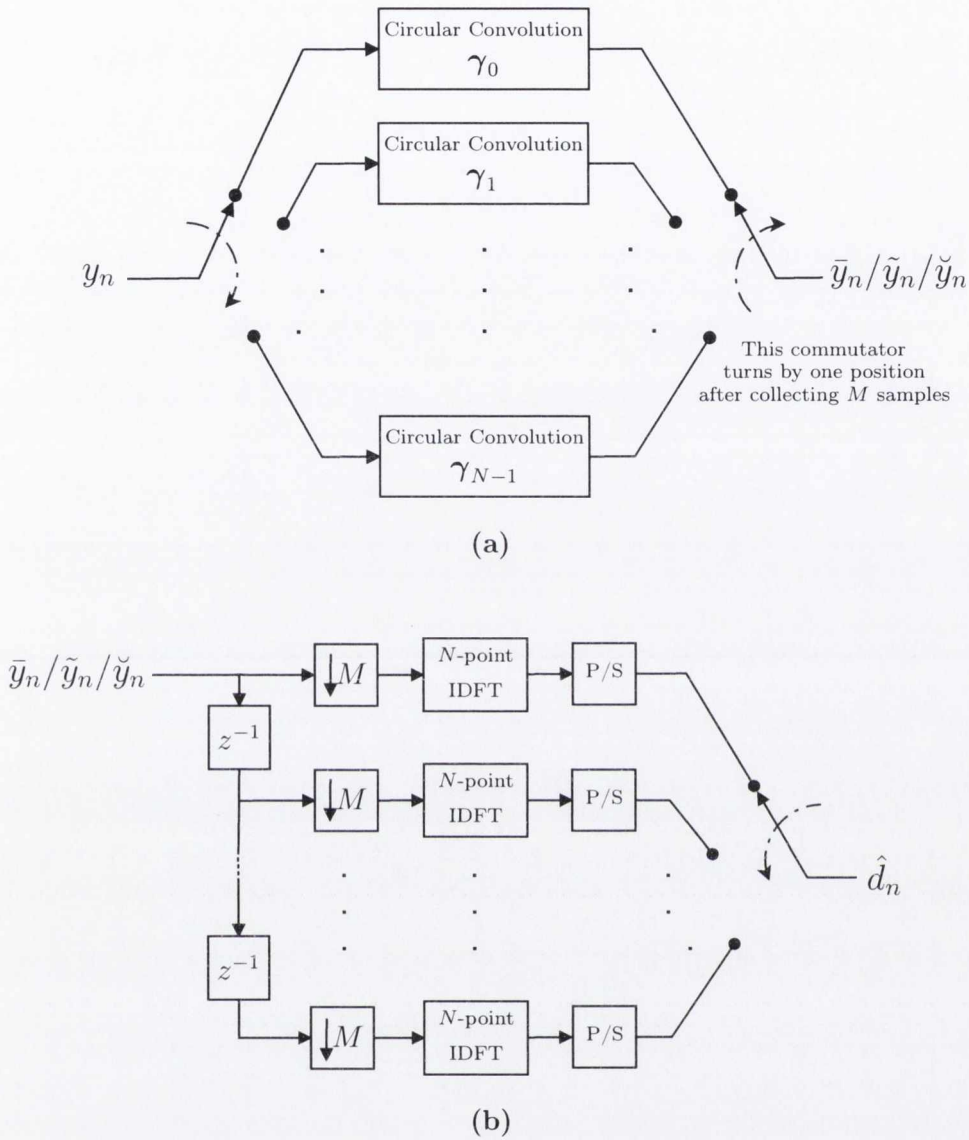 Circular Convolution
γ₀
Circular Convolution
γ₁
yₙ
ȳₙ/ỹₙ/y̆ₙ
This commutator
turns by one position
after collecting M samples
Circular Convolution
γ_{N−1}
(a)
ȳₙ/ỹₙ/y̆ₙ
↓M
N-point
IDFT
P/S
z⁻¹
↓M
N-point
IDFT
P/S
d̂ₙ
z⁻¹
↓M
N-point
IDFT
P/S
(b)